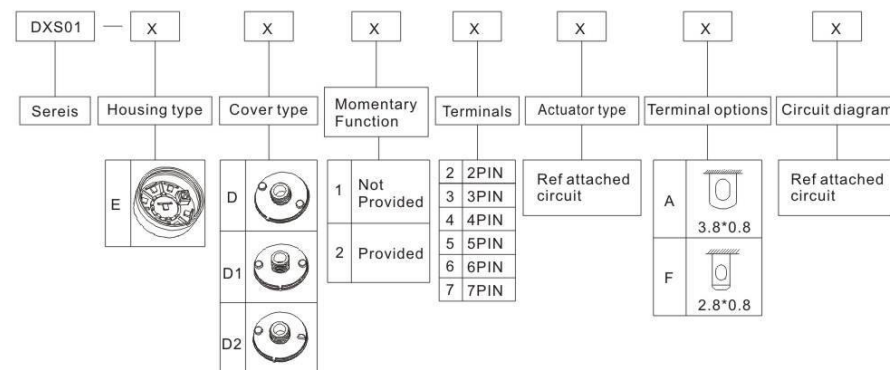 DXS01 — X X X X X X X
Sereis
Housing type
Cover type
Momentary
Function
Terminals
Actuator type
Terminal options
Circuit diagram
E
D
D1
D2
1 Not
Provided
2 Provided
2 2PIN
3 3PIN
4 4PIN
5 5PIN
6 6PIN
7 7PIN
Ref attached
circuit
A
3.8*0.8
F
2.8*0.8
Ref attached
circuit